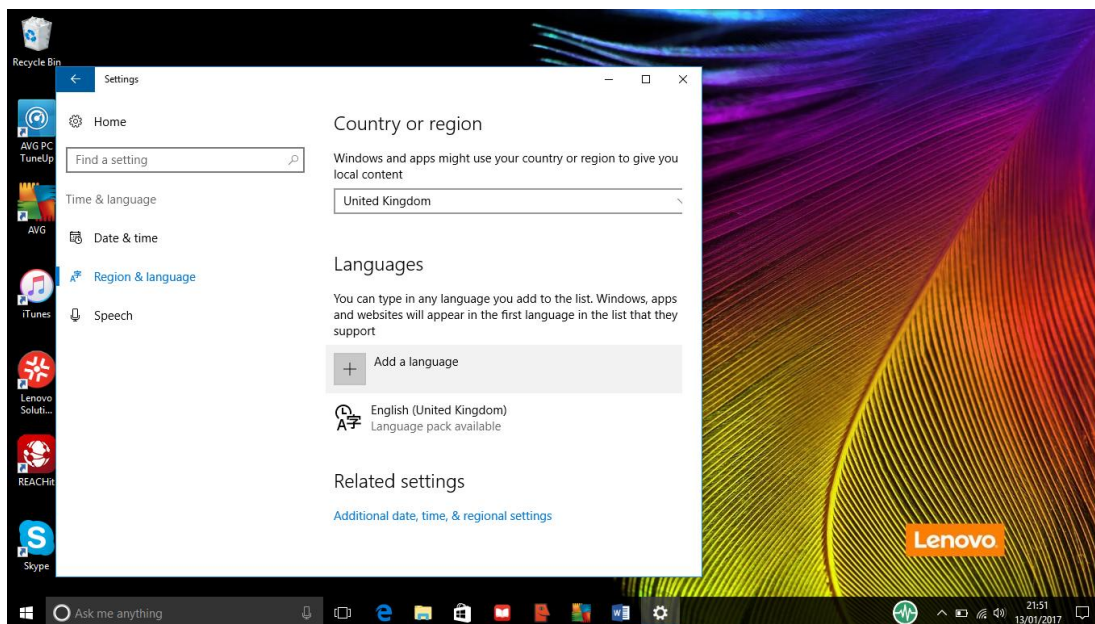 Recycle Bin
Settings
Home
Find a setting
Time & language
Date & time
Region & language
Speech
Country or region
Windows and apps might use your country or region to give you
local content
United Kingdom
Languages
You can type in any language you add to the list. Windows, apps
and websites will appear in the first language in the list that they
support
Add a language
English (United Kingdom)
Language pack available
Related settings
Additional date, time, & regional settings
AVG PC
TuneUp
AVG
iTunes
Lenovo
Soluti...
REACHit
Skype
Lenovo
Ask me anything
21:51
13/01/2017